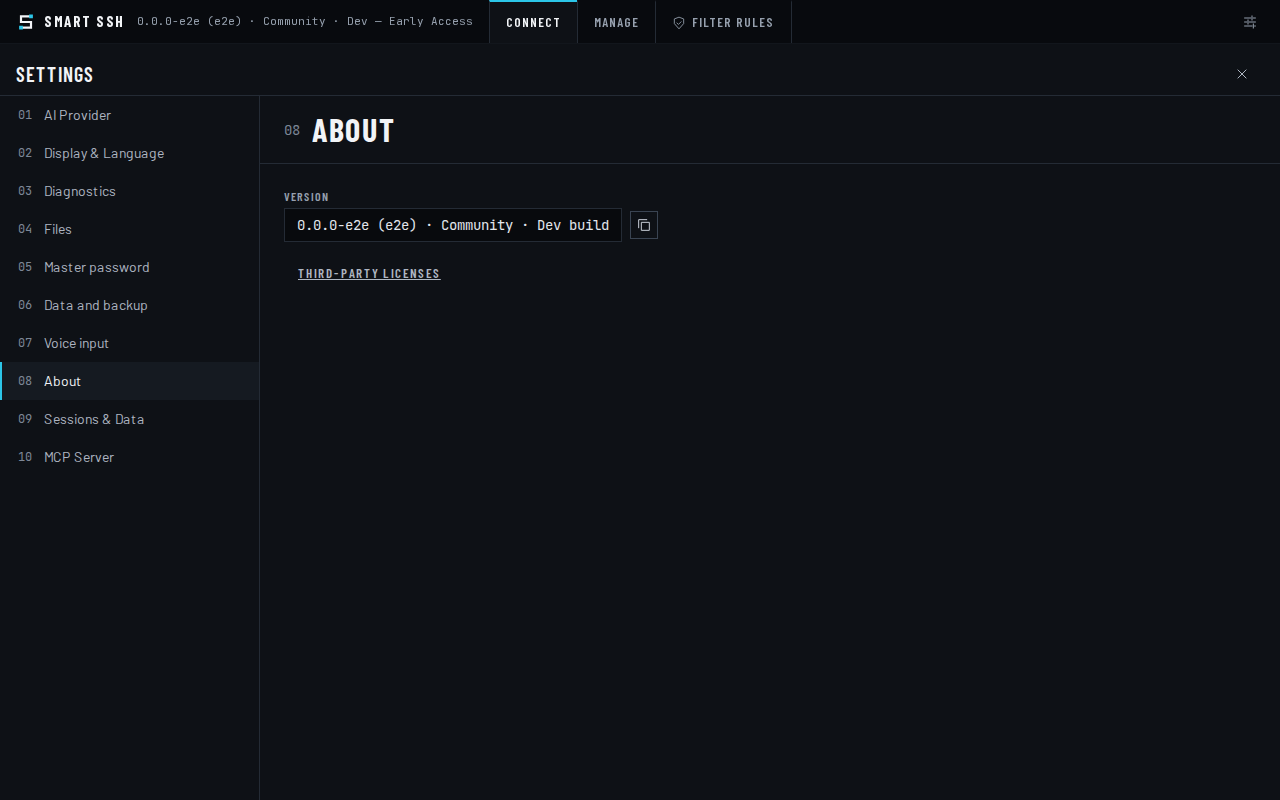 SMART SSH 0.0.0-e2e (e2e) · Community · Dev — Early Access CONNECT MANAGE FILTER RULES
SETTINGS
01 AI Provider
02 Display & Language
03 Diagnostics
04 Files
05 Master password
06 Data and backup
07 Voice input
08 About
09 Sessions & Data
10 MCP Server
08 ABOUT
VERSION
0.0.0-e2e (e2e) · Community · Dev build
THIRD-PARTY LICENSES